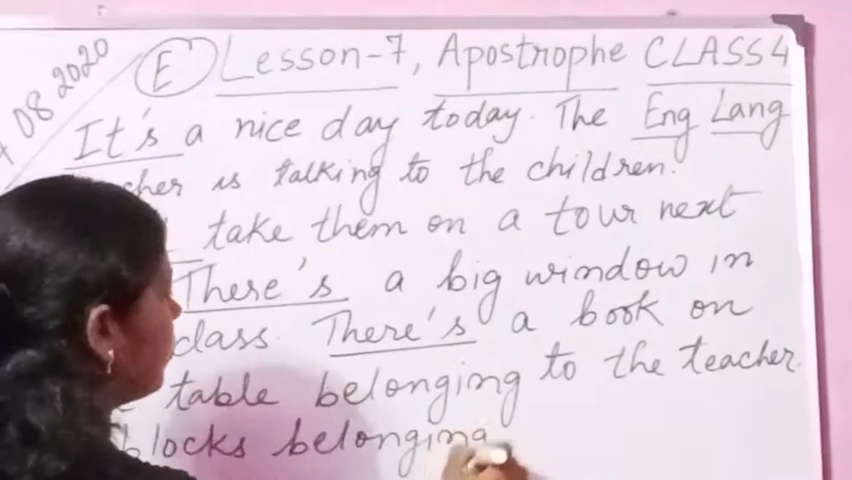 08 2020
E Lesson-7, Apostrophe CLASS 4
It's a nice day today. The Eng Lang
cher is talking to the children.
take them on a tour next
There's a big window in
class. There's a book on
table belonging to the teacher.
blocks belonging